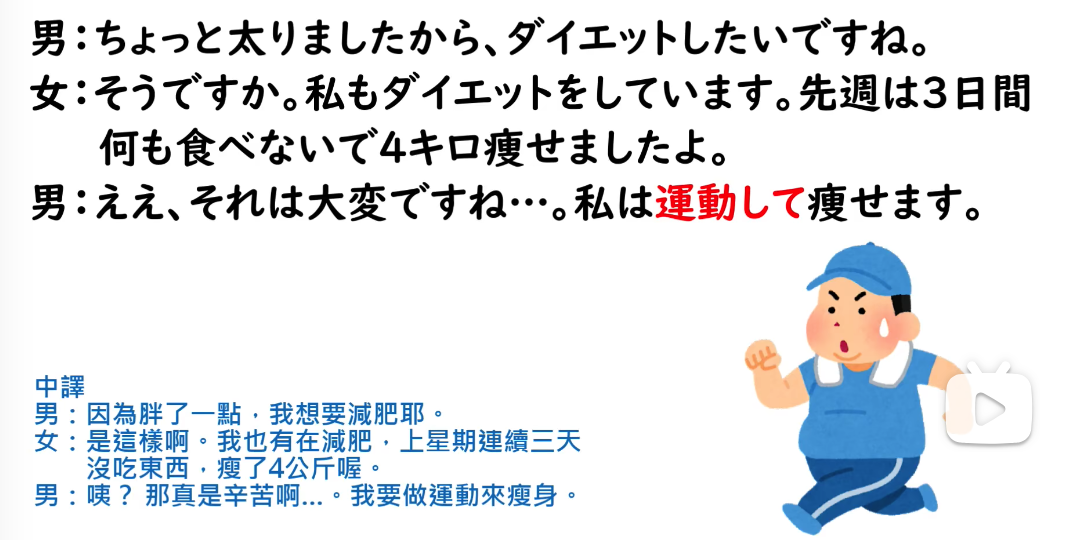 男：ちょっと太りましたから、ダイエットしたいですね。
女：そうですか。私もダイエットをしています。先週は3日間
何も食べないで4キロ痩せましたよ。
男：ええ、それは大変ですね…。私は運動して痩せます。
中譯
男：因為胖了一點，我想要減肥耶。
女：是這樣啊。我也有在減肥，上星期連續三天
沒吃東西，瘦了4公斤喔。
男：咦？ 那真是辛苦啊...。我要做運動來瘦身。